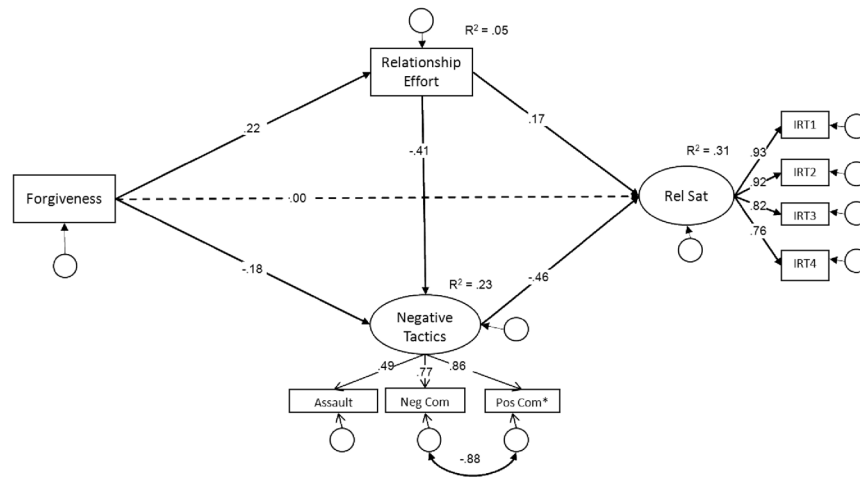 R² = .05
Relationship
Effort
.22
.17
-.41
R² = .31
IRT1
.93
IRT2
.92
Forgiveness
.00
Rel Sat
.82
IRT3
.76
IRT4
-.18
-.46
R² = .23
Negative
Tactics
.49
.77
.86
Assault
Neg Com
Pos Com*
-.88